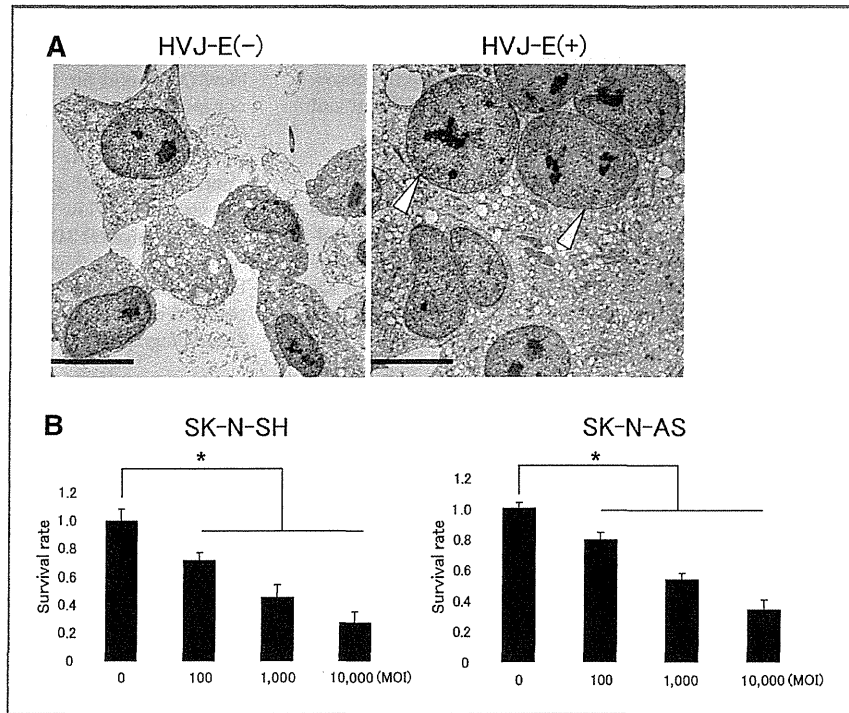 A
HVJ-E(-)
HVJ-E(+)
B
SK-N-SH
SK-N-AS
*
*
Survival rate
1.2
1.0
0.8
0.6
0.4
0.2
0
0 100 1,000 10,000 (MOI)
Survival rate
1.2
1.0
0.8
0.6
0.4
0.2
0
0 100 1,000 10,000 (MOI)